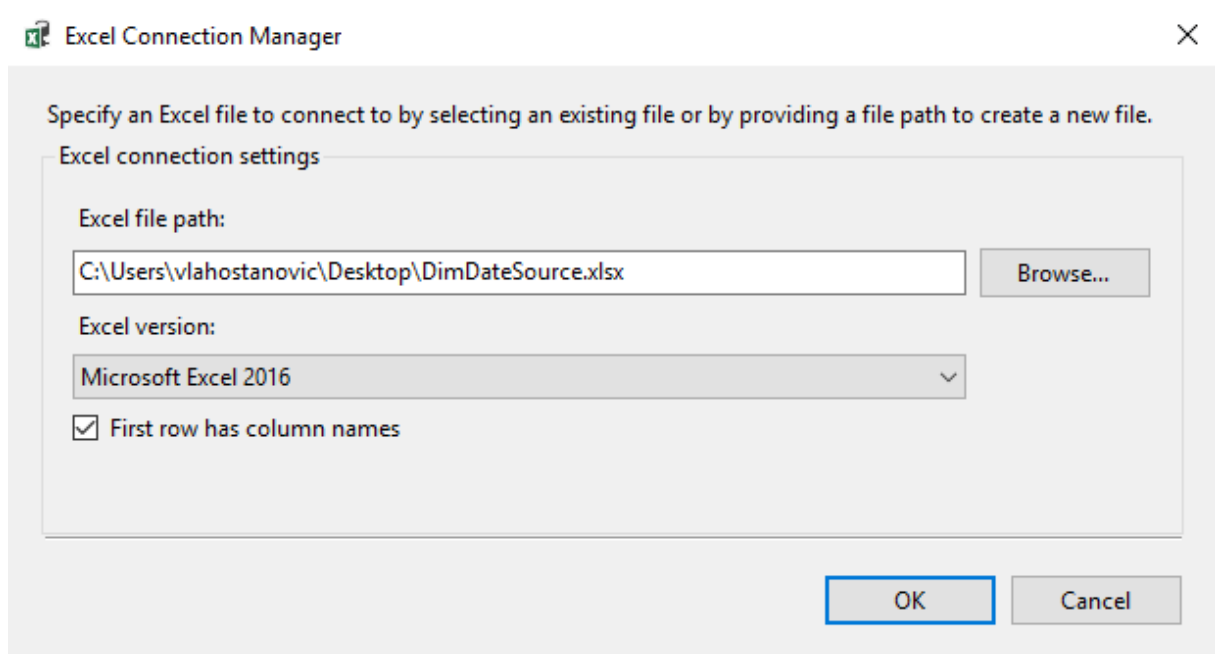 Excel Connection Manager
Specify an Excel file to connect to by selecting an existing file or by providing a file path to create a new file.
Excel connection settings
Excel file path:
C:\Users\vlahostanovic\Desktop\DimDateSource.xlsx
Browse...
Excel version:
Microsoft Excel 2016
First row has column names
OK
Cancel